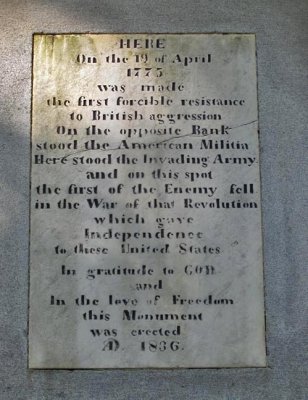 HERE
On the 19 of April
1775
was made
the first forcible resistance
to British aggression
On the opposite Bank
stood the American Militia
Here stood the Invading Army
and on this spot
the first of the Enemy fell
in the War of that Revolution
which gave
Independence
to these United States
In gratitude to GOD
and
In the love of Freedom
this Monument
was erected
AD. 1836.